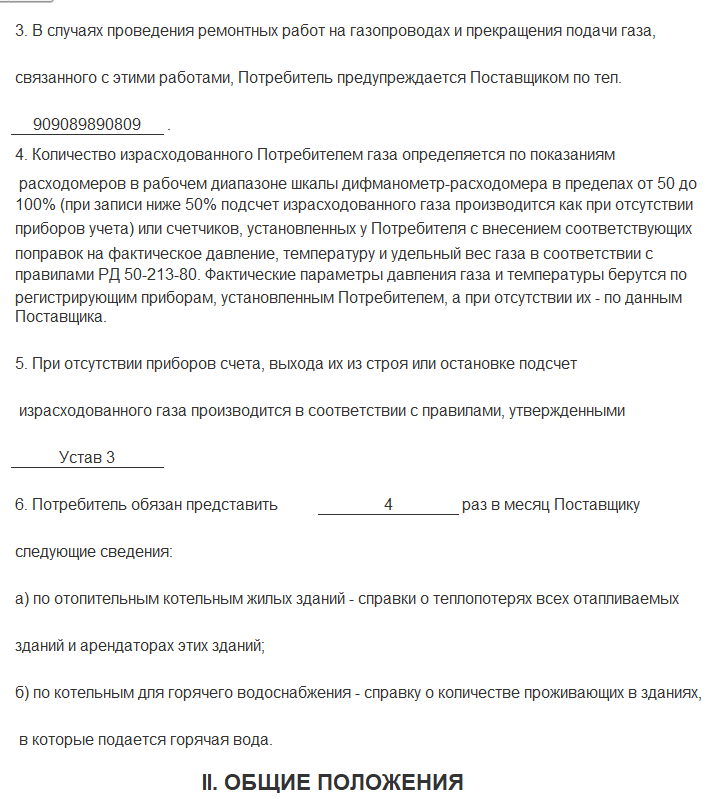 3. В случаях проведения ремонтных работ на газопроводах и прекращения подачи газа,
связанного с этими работами, Потребитель предупреждается Поставщиком по тел.
909089890809 .
4. Количество израсходованного Потребителем газа определяется по показаниям
расходомеров в рабочем диапазоне шкалы дифманометр-расходомера в пределах от 50 до
100% (при записи ниже 50% подсчет израсходованного газа производится как при отсутствии
приборов учета) или счетчиков, установленных у Потребителя с внесением соответствующих
поправок на фактическое давление, температуру и удельный вес газа в соответствии с
правилами РД 50-213-80. Фактические параметры давления газа и температуры берутся по
регистрирующим приборам, установленным Потребителем, а при отсутствии их - по данным
Поставщика.
5. При отсутствии приборов счета, выхода их из строя или остановке подсчет
израсходованного газа производится в соответствии с правилами, утвержденными
Устав 3
6. Потребитель обязан представить 4 раз в месяц Поставщику
следующие сведения:
а) по отопительным котельным жилых зданий - справки о теплопотерях всех отапливаемых
зданий и арендаторах этих зданий;
б) по котельным для горячего водоснабжения - справку о количестве проживающих в зданиях,
в которые подается горячая вода.
II. ОБЩИЕ ПОЛОЖЕНИЯ